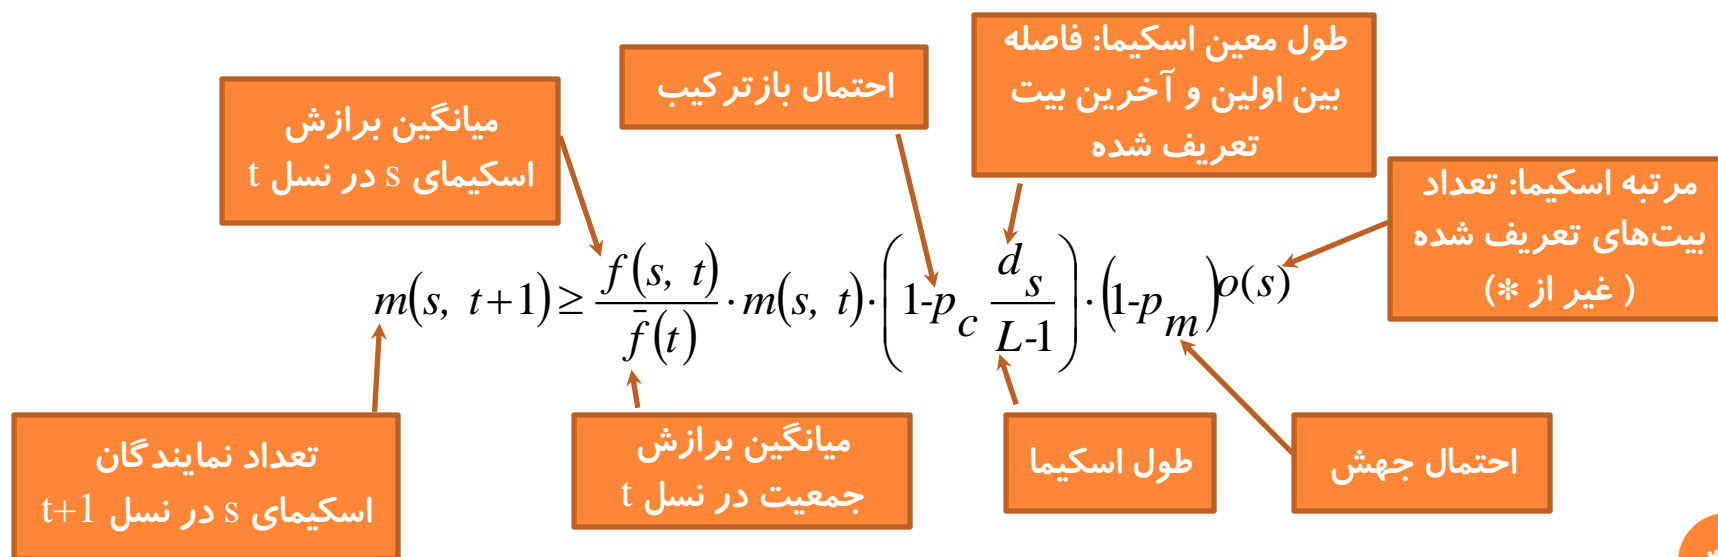 طول معین اسکیما: فاصله
بین اولین و آخرین بیت
تعریف شده
احتمال بازترکیب
میانگین برازش
اسکیمای s در نسل t
مرتبه اسکیما: تعداد
بیت‌های تعریف شده
( غیر از *)
m(s, t+1) ≥ f(s, t) / f̄(t) · m(s, t) · (1-p_c d_s / L-1) · (1-p_m)^o(s)
تعداد نمایندگان
اسکیمای s در نسل t+1
میانگین برازش
جمعیت در نسل t
طول اسکیما
احتمال جهش